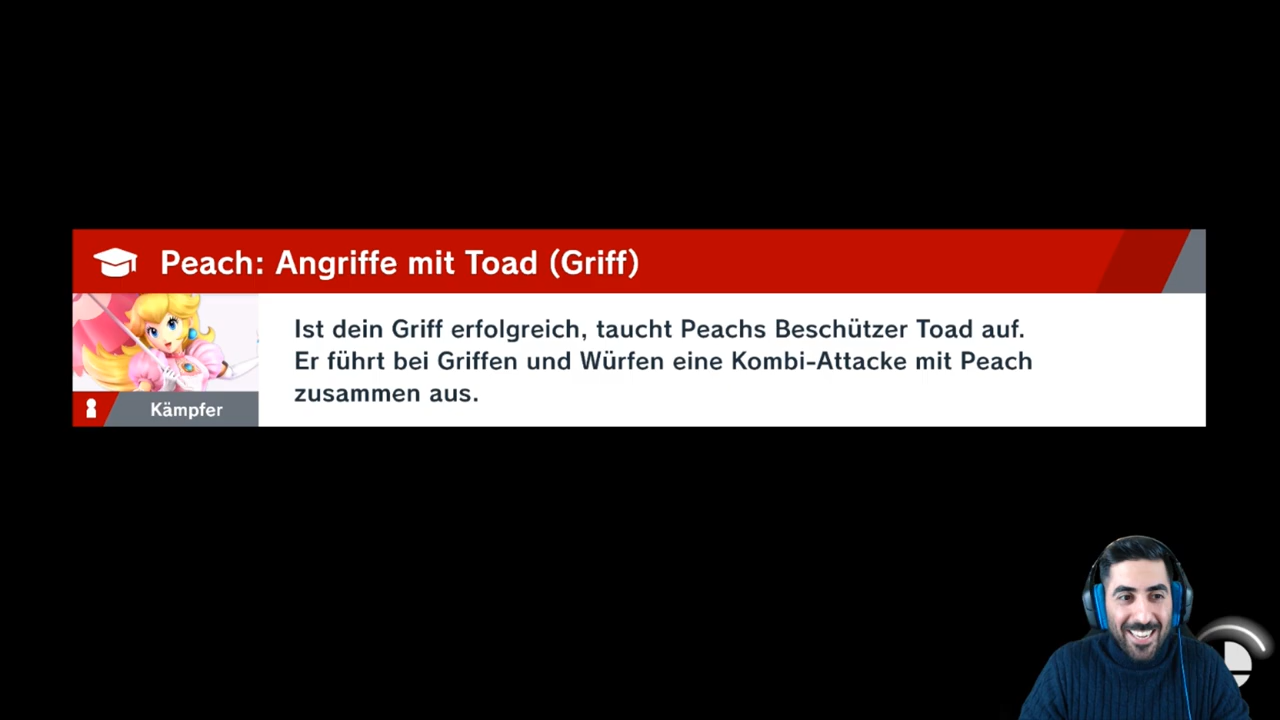 Peach: Angriffe mit Toad (Griff)
Ist dein Griff erfolgreich, taucht Peachs Beschützer Toad auf.
Er führt bei Griffen und Würfen eine Kombi-Attacke mit Peach
zusammen aus.
Kämpfer